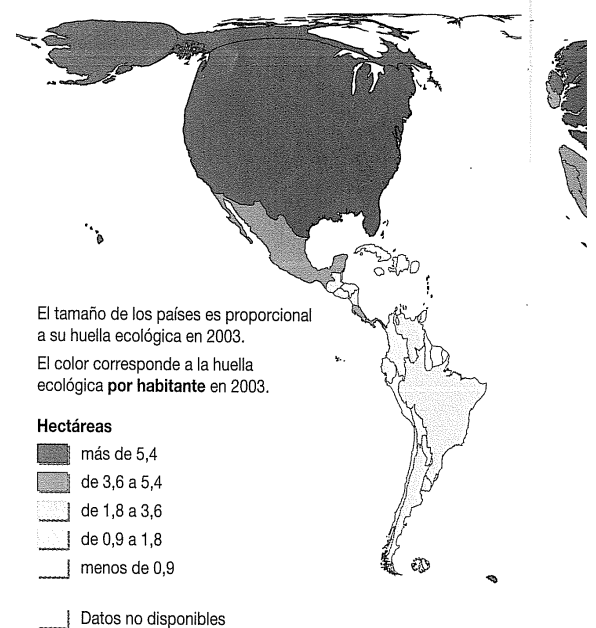 El tamaño de los países es proporcional
a su huella ecológica en 2003.
El color corresponde a la huella
ecológica por habitante en 2003.
Hectáreas
más de 5,4
de 3,6 a 5,4
de 1,8 a 3,6
de 0,9 a 1,8
menos de 0,9
Datos no disponibles